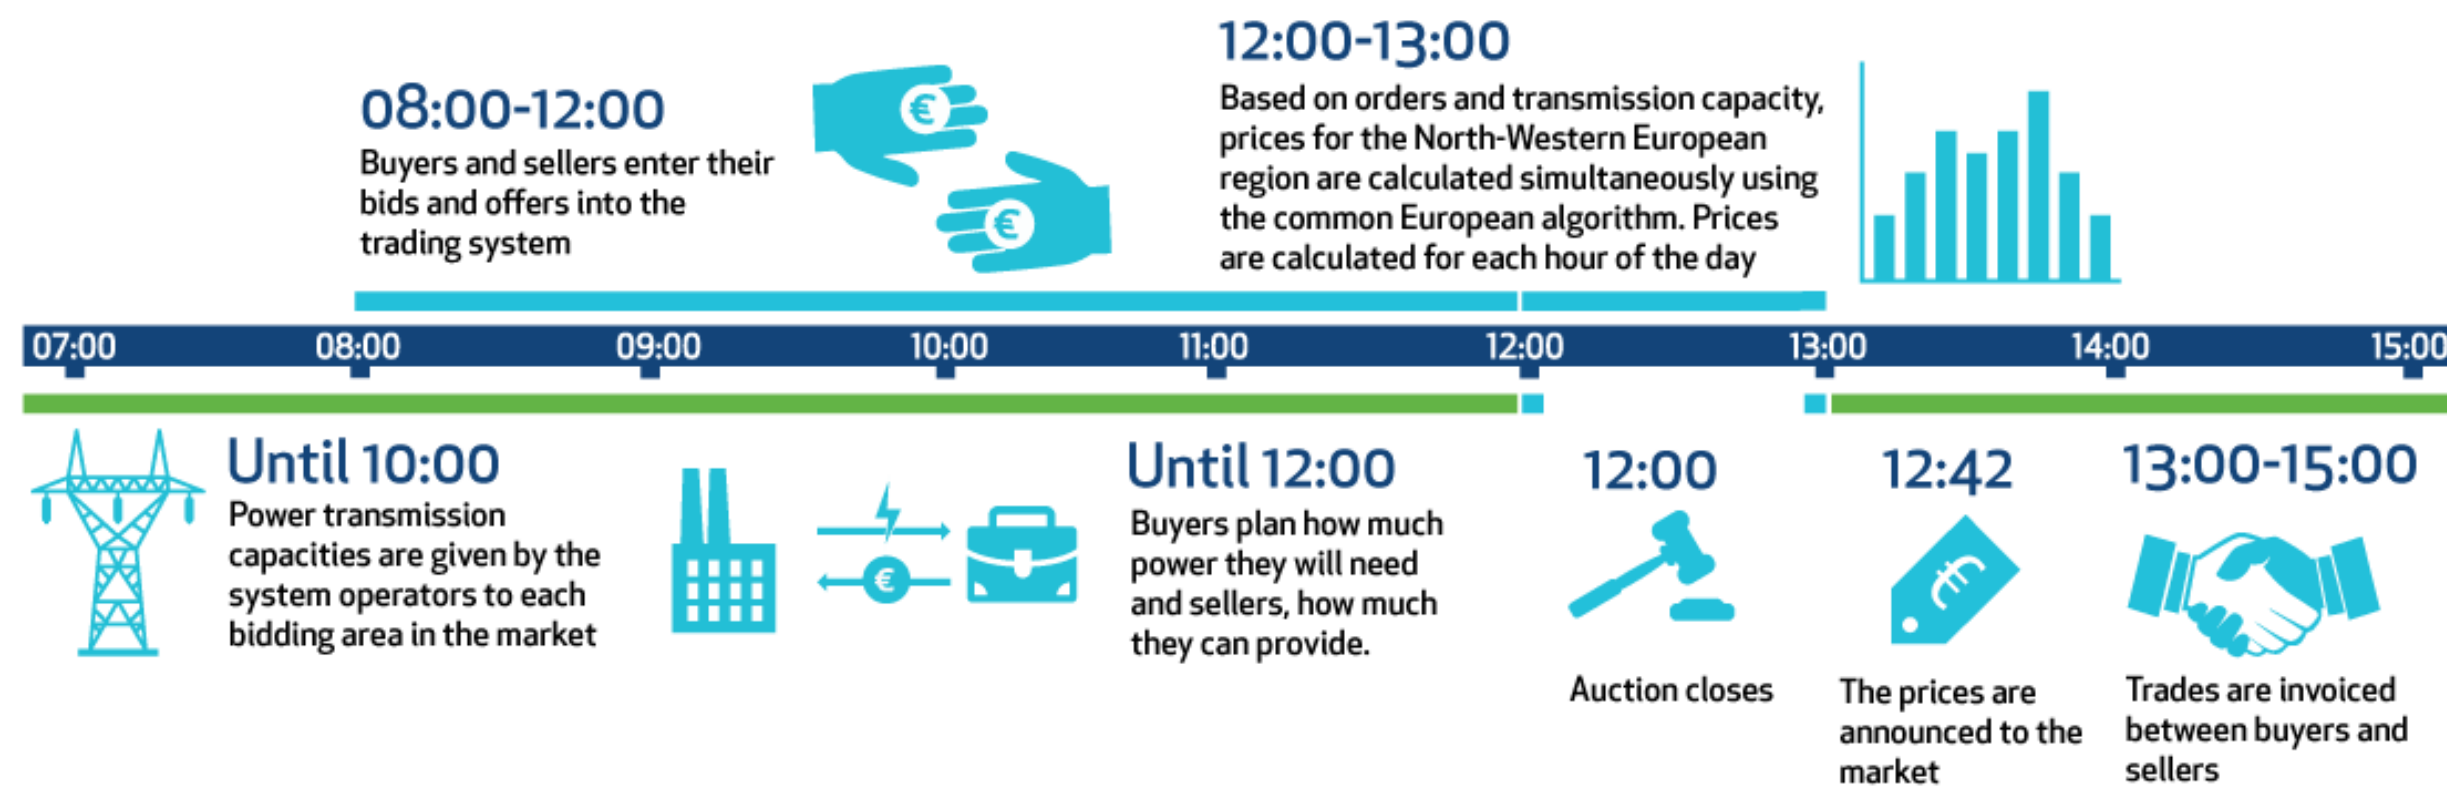 12:00-13:00
Based on orders and transmission capacity,
prices for the North-Western European
region are calculated simultaneously using
the common European algorithm. Prices
are calculated for each hour of the day
08:00-12:00
Buyers and sellers enter their
bids and offers into the
trading system
€
€
07:00 08:00 09:00 10:00 11:00 12:00 13:00 14:00 15:00
Until 10:00
Power transmission
capacities are given by the
system operators to each
bidding area in the market
€
Until 12:00
Buyers plan how much
power they will need
and sellers, how much
they can provide.
12:00
Auction closes
12:42
€
The prices are
announced to the
market
13:00-15:00
Trades are invoiced
between buyers and
sellers